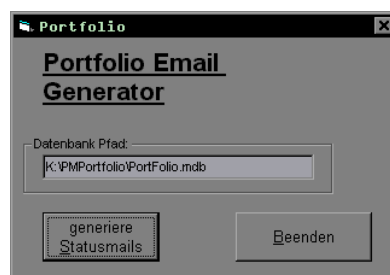 Portfolio
Portfolio Email
Generator
Datenbank Pfad:
K:\PMPortfolio\PortFolio.mdb
generiere
Statusmails
Beenden